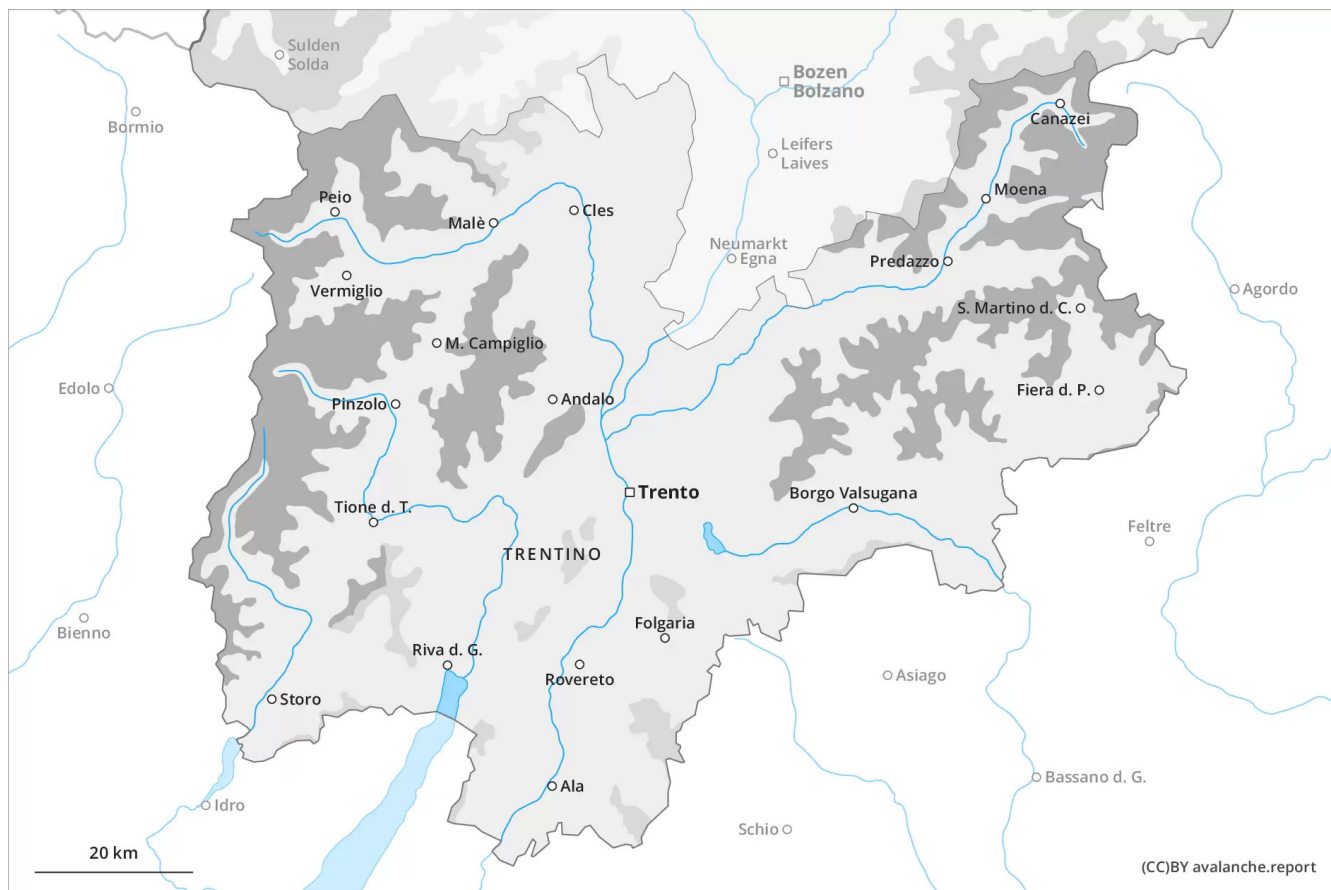 Sulden
Solda
Bozen
Bolzano
Bormio
Canazei
Leifers
Laives
Peio
Moena
Malè
Cles
Neumarkt
Egna
Predazzo
Vermiglio
Agordo
S. Martino d. C.
M. Campiglio
Edolo
Fiera d. P.
Pinzolo
Andalo
Trento
Borgo Valsugana
Tione d. T.
Feltre
TRENTINO
Bienno
Folgaria
Riva d. G.
Rovereto
Asiago
Storo
Bassano d. G.
Ala
Idro
Schio
20 km
(CC)BY avalanche.report